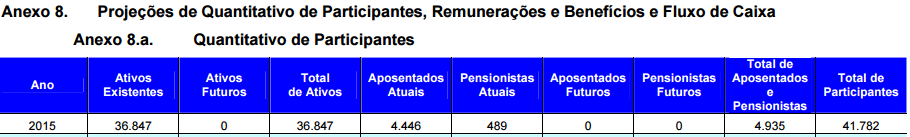 Anexo 8. Projeções de Quantitativo de Participantes, Remunerações e Benefícios e Fluxo de Caixa
Anexo 8.a. Quantitativo de Participantes
Ano Ativos Existentes Ativos Futuros Total de Ativos Aposentados Atuais Pensionistas Atuais Aposentados Futuros Pensionistas Futuros Total de Aposentados e Pensionistas Total de Participantes
2015 36.847 0 36.847 4.446 489 0 0 4.935 41.782